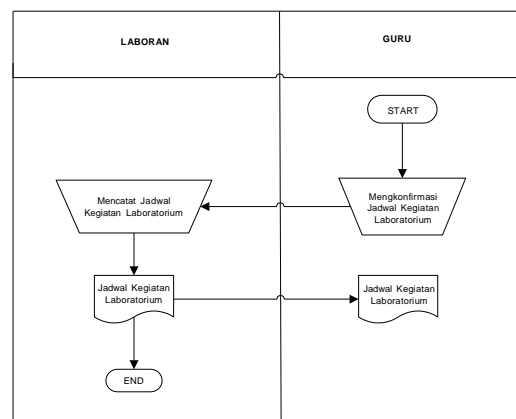 LABORAN
GURU
START
Mengkonfirmasi
Jadwal Kegiatan
Laboratorium
Mencatat Jadwal
Kegiatan Laboratorium
Jadwal Kegiatan
Laboratorium
Jadwal Kegiatan
Laboratorium
END